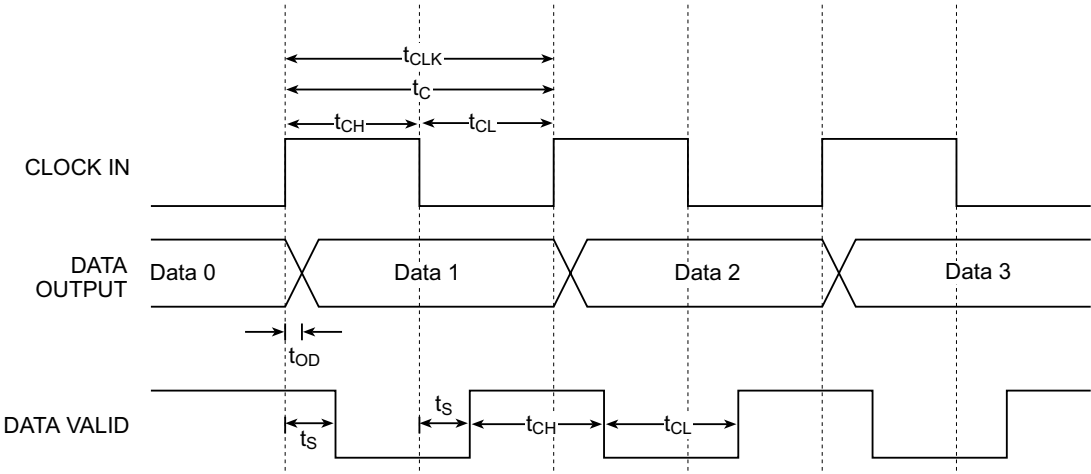 tCLK
tC
tCH tCL
CLOCK IN
DATA OUTPUT
Data 0 Data 1 Data 2 Data 3
tOD
DATA VALID
tS tS tCH tCL